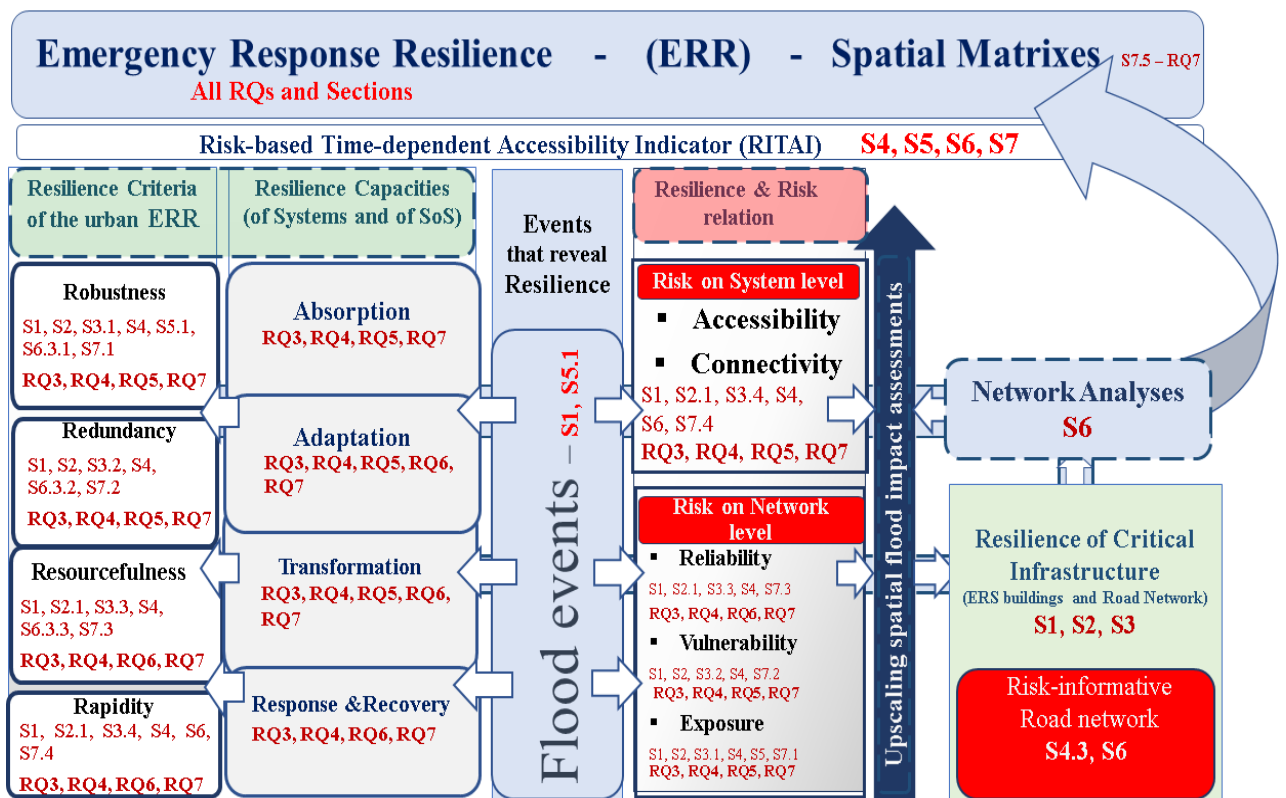 Emergency Response Resilience - (ERR) - Spatial Matrixes
S7.5 – RQ7
All RQs and Sections
Risk-based Time-dependent Accessibility Indicator (RITAI) S4, S5, S6, S7
Resilience Criteria
of the urban ERR
Robustness
S1, S2, S3.1, S4, S5.1,
S6.3.1, S7.1
RQ3, RQ4, RQ5, RQ7
Redundancy
S1, S2, S3.2, S4,
S6.3.2, S7.2
RQ3, RQ4, RQ5, RQ7
Resourcefulness
S1, S2.1, S3.3, S4,
S6.3.3, S7.3
RQ3, RQ4, RQ6, RQ7
Rapidity
S1, S2.1, S3.4, S4, S6,
S7.4
RQ3, RQ4, RQ6, RQ7
Resilience Capacities
(of Systems and of SoS)
Absorption
RQ3, RQ4, RQ5, RQ7
Adaptation
RQ3, RQ4, RQ5, RQ6,
RQ7
Transformation
RQ3, RQ4, RQ5, RQ6,
RQ7
Response &Recovery
RQ3, RQ4, RQ6, RQ7
Events
that reveal
Resilience
Flood events – S1, S5.1
Resilience & Risk
relation
Risk on System level
▪ Accessibility
▪ Connectivity
S1, S2.1, S3.4, S4,
S6, S7.4
RQ3, RQ4, RQ5, RQ7
Risk on Network
level
▪ Reliability
S1, S2.1, S3.3, S4, S7.3
RQ3, RQ4, RQ6, RQ7
▪ Vulnerability
S1, S2, S3.2, S4, S7.2
RQ3, RQ4, RQ5, RQ7
▪ Exposure
S1, S2, S3.1, S4, S5, S7.1
RQ3, RQ4, RQ5, RQ7
Upscaling spatial flood impact assessments
Network Analyses
S6
Resilience of Critical
Infrastructure
(ERS buildings and Road Network)
S1, S2, S3
Risk-informative
Road network
S4.3, S6